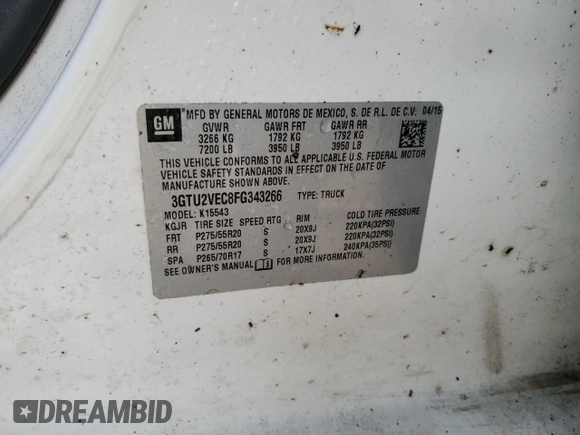 GM
MFD BY GENERAL MOTORS DE MEXICO, S. DE R.L. DE C.V. 04/15
GVWR GAWR FRT GAWR RR
3266 KG 1792 KG 1792 KG
7200 LB 3950 LB 3950 LB
THIS VEHICLE CONFORMS TO ALL APPLICABLE U.S. FEDERAL MOTOR
VEHICLE SAFETY STANDARDS IN EFFECT ON THE DATE OF
MANUFACTURE SHOWN ABOVE.
3GTU2VEC8FG343266 TYPE: TRUCK
MODEL: K15543
KGJR TIRE SIZE SPEED RTG RIM COLD TIRE PRESSURE
FRT P275/55R20 S 20X9J 220KPA(32PSI)
RR P275/55R20 S 20X9J 220KPA(32PSI)
SPA P265/70R17 S 17X7J 240KPA(35PSI)
SEE OWNER'S MANUAL
DREAMBID